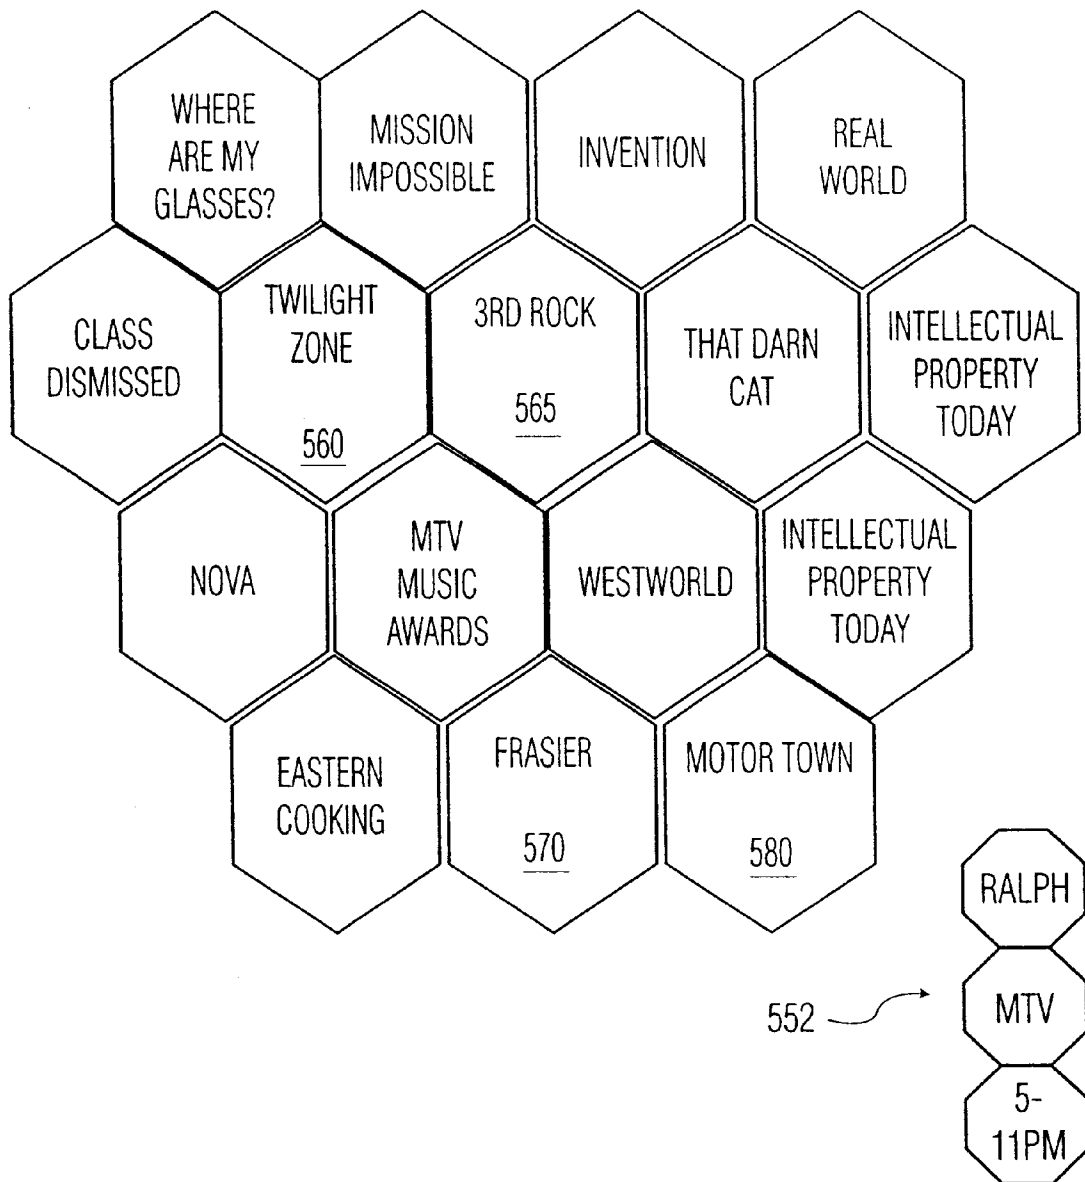 WHERE
ARE MY
GLASSES?
MISSION
IMPOSSIBLE
INVENTION
REAL
WORLD
CLASS
DISMISSED
TWILIGHT
ZONE
560
3RD ROCK
565
THAT DARN
CAT
INTELLECTUAL
PROPERTY
TODAY
NOVA
MTV
MUSIC
AWARDS
WESTWORLD
INTELLECTUAL
PROPERTY
TODAY
EASTERN
COOKING
FRASIER
570
MOTOR TOWN
580
RALPH
552
MTV
5-
11PM